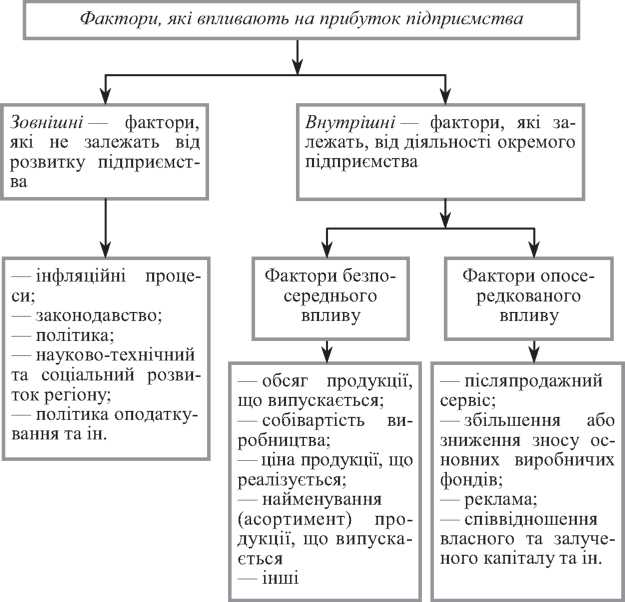 Фактори, які впливають на прибуток підприємства
Зовнішні — фактори,
які не залежать від
розвитку підприємст-
ва
Внутрішні — фактори, які за-
лежать, від діяльності окремого
підприємства
— інфляційні проце-
си;
— законодавство;
— політика;
— науково-технічний
та соціальний розви-
ток регіону;
— політика оподатку-
вання та ін.
Фактори безпо-
середнього
впливу
Фактори опосе-
редкованого
впливу
— обсяг продукції,
що випускається;
— собівартість ви-
робництва;
— ціна продукції, що
реалізується;
— найменування
(асортимент) про-
дукції, що випуска-
ється
— інші
— післяпродажний
сервіс;
— збільшення або
зниження зносу ос-
новних виробничих
фондів;
— реклама;
— співвідношення
власного та залуче-
ного капіталу та ін.